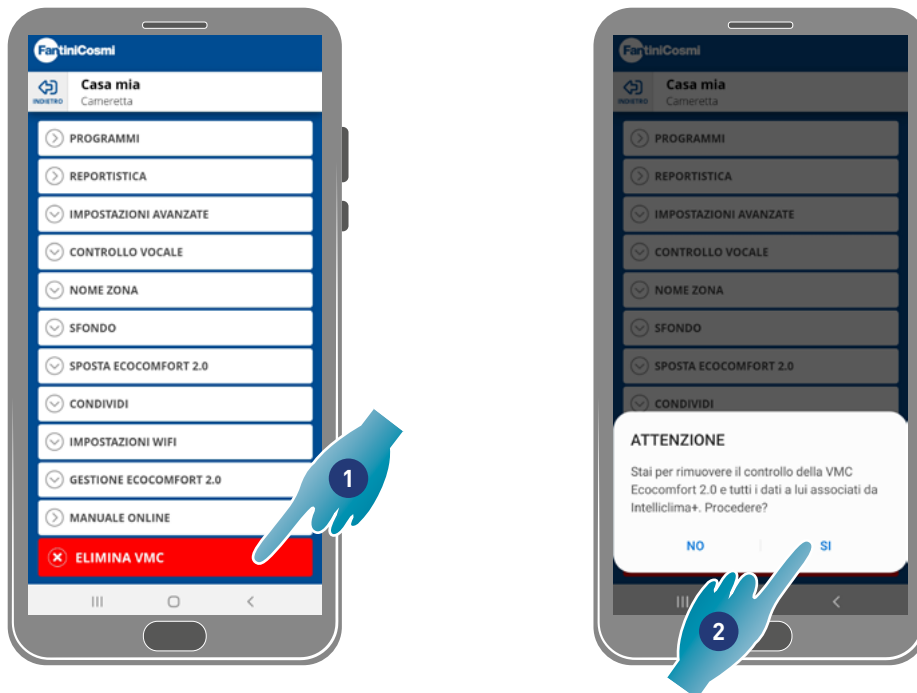 FantiniCosmi
INDIETRO
Casa mia
Cameretta
PROGRAMMI
REPORTISTICA
IMPOSTAZIONI AVANZATE
CONTROLLO VOCALE
NOME ZONA
SFONDO
SPOSTA ECOCOMFORT 2.0
CONDIVIDI
IMPOSTAZIONI WIFI
GESTIONE ECOCOMFORT 2.0
MANUALE ONLINE
ELIMINA VMC
1
FantiniCosmi
INDIETRO
Casa mia
Cameretta
PROGRAMMI
REPORTISTICA
IMPOSTAZIONI AVANZATE
CONTROLLO VOCALE
NOME ZONA
SFONDO
SPOSTA ECOCOMFORT 2.0
CONDIVIDI
ATTENZIONE
Stai per rimuovere il controllo della VMC
Ecocomfort 2.0 e tutti i dati a lui associati da
Intelliclima+. Procedere?
NO
SI
2